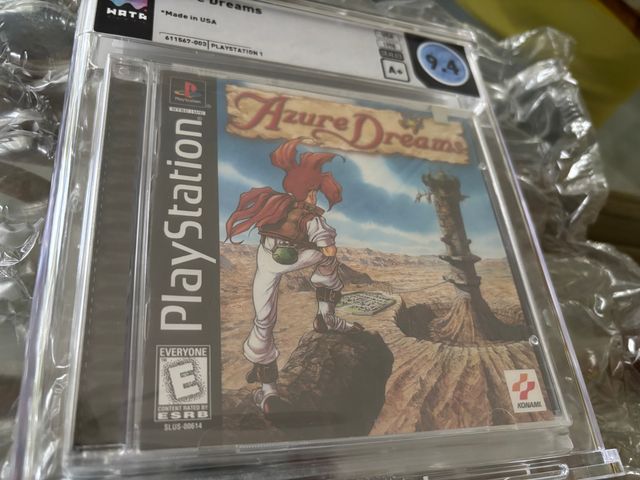 WATA
Dreams
*Made in USA
611567-003 PLAYSTATION 1
A+
9.4
PlayStation
PlayStation
Azure Dreams
EVERYONE
E
CONTENT RATED BY
ESRB
SLUS-00614
KONAMI